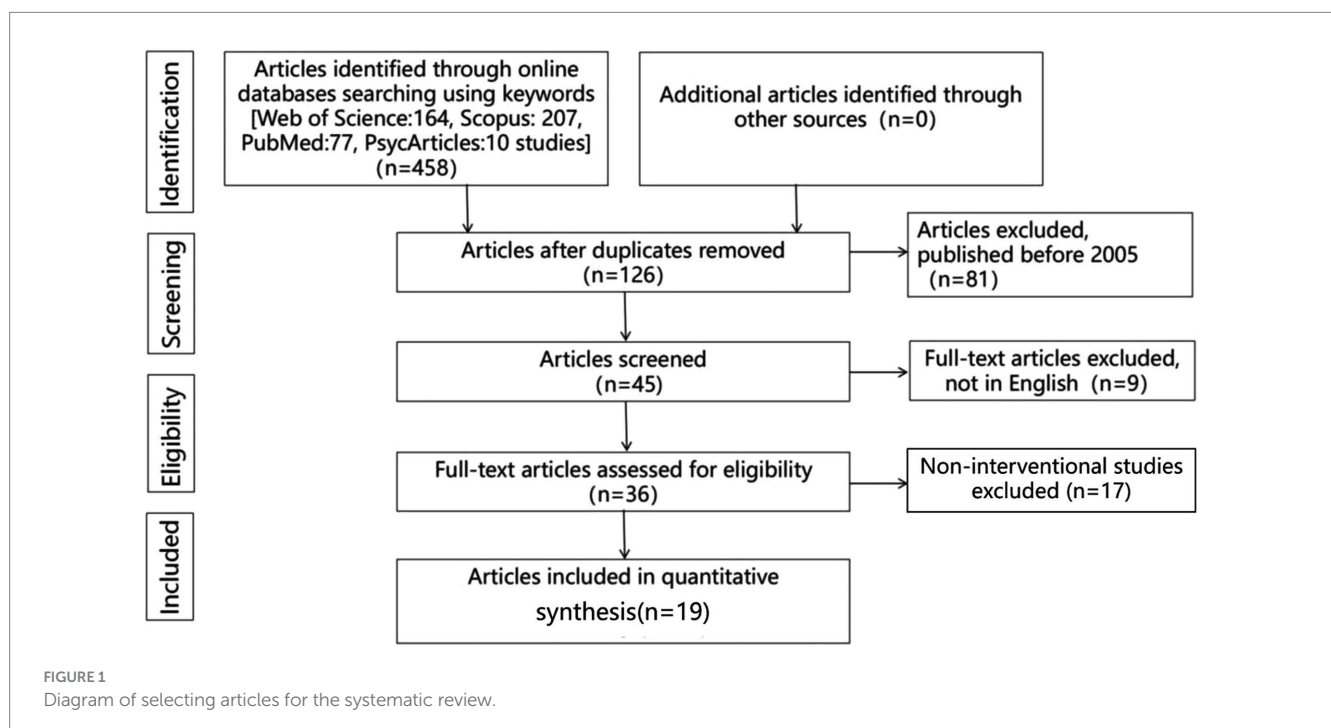 Identification
Articles identified through online
databases searching using keywords
[Web of Science:164, Scopus: 207,
PubMed:77, PsycArticles:10 studies]
(n=458)
Additional articles identified through
other sources (n=0)
Screening
Articles after duplicates removed
(n=126)
Articles excluded,
published before 2005
(n=81)
Articles screened
(n=45)
Full-text articles excluded,
not in English (n=9)
Eligibility
Full-text articles assessed for eligibility
(n=36)
Non-interventional studies
excluded (n=17)
Included
Articles included in quantitative
synthesis(n=19)
FIGURE 1
Diagram of selecting articles for the systematic review.